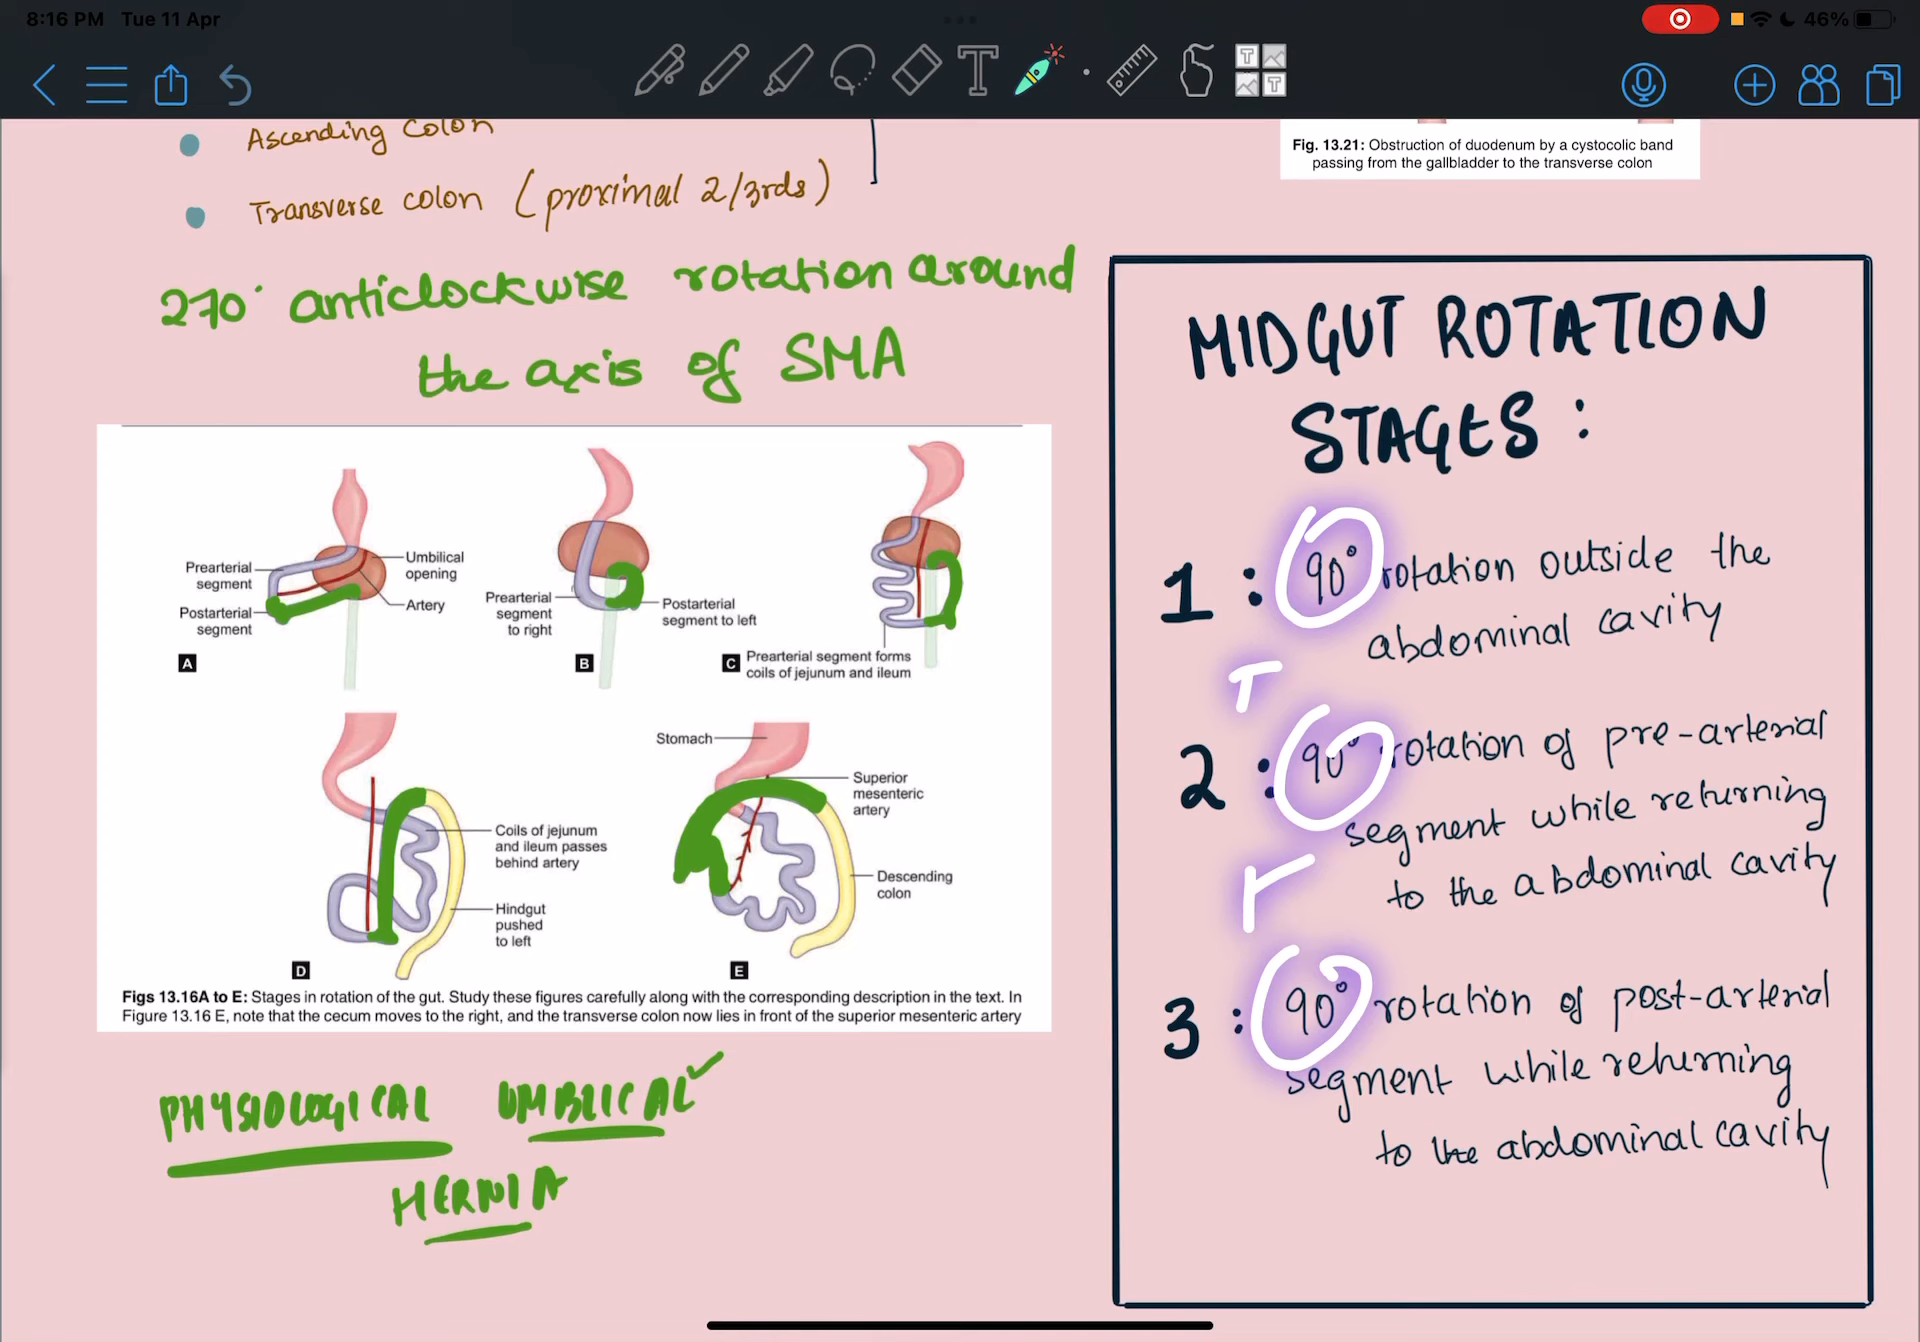 8:16 PM Tue 11 Apr
46%
Ascending Colon
Transverse colon (proximal 2/3rds)
Fig. 13.21: Obstruction of duodenum by a cystocolic band
passing from the gallbladder to the transverse colon
270° anticlockwise rotation around
the axis of SMA
Prearterial
segment
Postarterial
segment
Umbilical
opening
Artery
A
Prearterial
segment
to right
Postarterial
segment to left
B
C
Prearterial segment forms
coils of jejunum and ileum
Coils of jejunum
and ileum passes
behind artery
Hindgut
pushed
to left
D
Stomach
Superior
mesenteric
artery
Descending
colon
E
Figs 13.16A to E: Stages in rotation of the gut. Study these figures carefully along with the corresponding description in the text. In
Figure 13.16 E, note that the cecum moves to the right, and the transverse colon now lies in front of the superior mesenteric artery
PHYSIOLOGICAL UMBLICAL
HERNIA
MIDGUT ROTATION
STAGES :
1 : 90° rotation outside the
abdominal cavity
2 : 90° rotation of pre-arterial
segment while returning
to the abdominal cavity
3 : 90° rotation of post-arterial
segment while returning
to the abdominal cavity